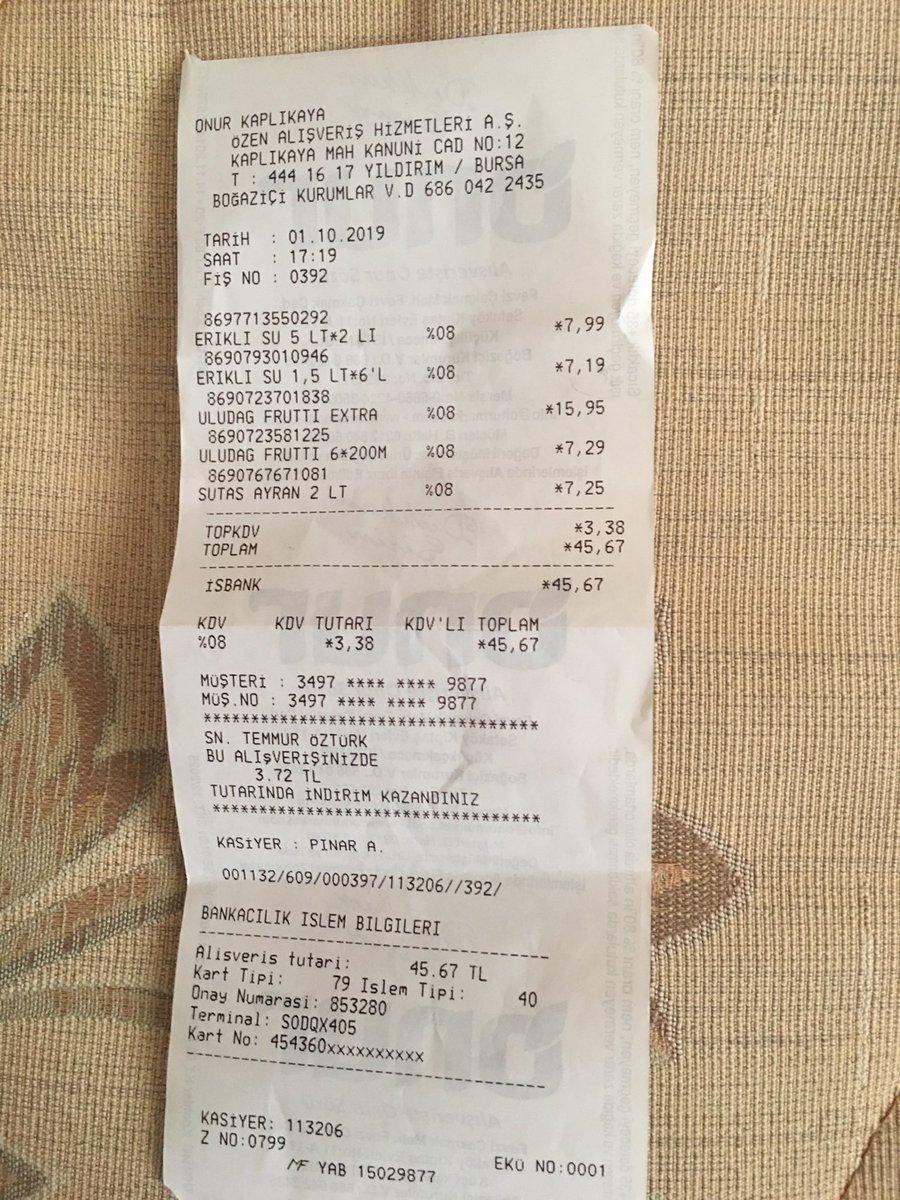 ONUR KAPLIKAYA
ÖZEN ALIŞVERİŞ HİZMETLERİ A.Ş.
KAPLIKAYA MAH KANUNİ CAD NO:12
T : 444 16 17 YILDIRIM / BURSA
BOĞAZİÇİ KURUMLAR V.D 686 042 2435
TARİH : 01.10.2019
SAAT : 17:19
FİŞ NO : 0392
8697713550292
ERIKLI SU 5 LT*2 LI %08 *7,99
8690793010946
ERIKLI SU 1,5 LT*6'L %08 *7,19
8690723701838
ULUDAG FRUTTI EXTRA %08 *15,95
8690723581225
ULUDAG FRUTTI 6*200M %08 *7,29
8690767671081
SUTAS AYRAN 2 LT %08 *7,25
TOPKDV *3,38
TOPLAM *45,67
İSBANK *45,67
KDV KDV TUTARI KDV'LI TOPLAM
%08 *3,38 *45,67
MÜŞTERİ : 3497 **** **** 9877
MÜŞ.NO : 3497 **** **** 9877
***********************************
SN. TEMMUR ÖZTÜRK
BU ALIŞVERİŞİNİZDE
3.72 TL
TUTARINDA İNDİRİM KAZANDINIZ
***********************************
KASİYER : PINAR A.
001132/609/000397/113206//392/
BANKACILIK ISLEM BILGILERI
Alisveris tutari: 45.67 TL
Kart Tipi: 79 Islem Tipi: 40
Onay Numarasi: 853280
Terminal: SODQX405
Kart No: 454360xxxxxxxxxx
KASİYER: 113206
Z NO:0799
MF YAB 15029877 EKÜ NO:0001